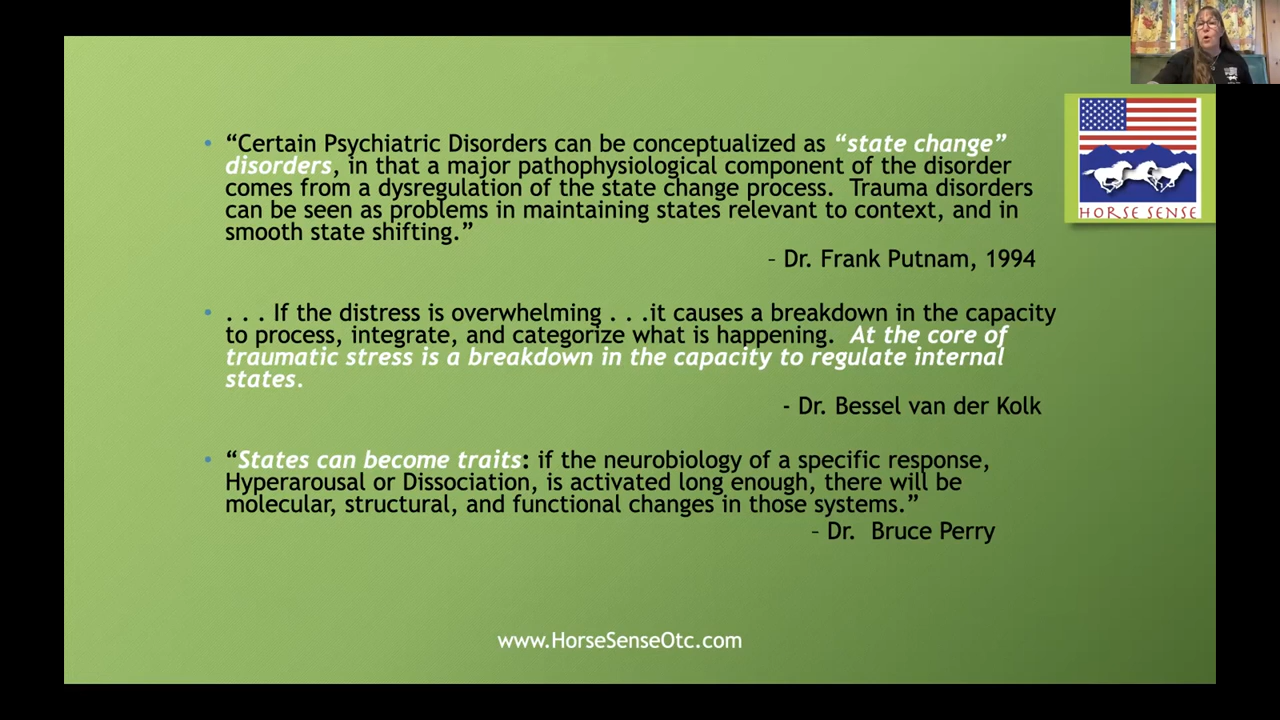 • “Certain Psychiatric Disorders can be conceptualized as “state change”
disorders, in that a major pathophysiological component of the disorder
comes from a dysregulation of the state change process.  Trauma disorders
can be seen as problems in maintaining states relevant to context, and in
smooth state shifting.”
– Dr. Frank Putnam, 1994
• . . . If the distress is overwhelming . . .it causes a breakdown in the capacity
to process, integrate, and categorize what is happening.  At the core of
traumatic stress is a breakdown in the capacity to regulate internal
states.
- Dr. Bessel van der Kolk
• “States can become traits: if the neurobiology of a specific response,
Hyperarousal or Dissociation, is activated long enough, there will be
molecular, structural, and functional changes in those systems.”
– Dr.  Bruce Perry
HORSE SENSE
www.HorseSenseOtc.com